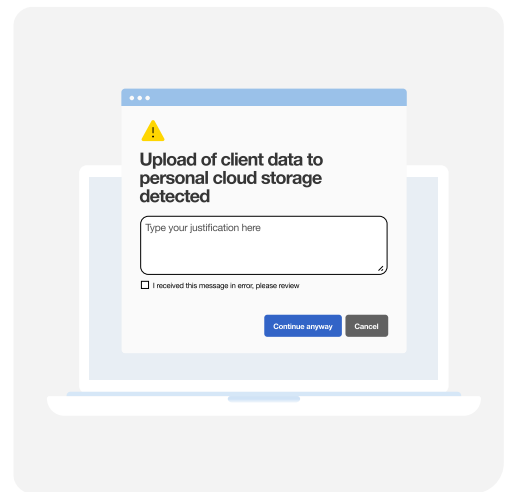 Upload of client data to
personal cloud storage
detected
Type your justification here
I received this message in error, please review
Continue anyway
Cancel